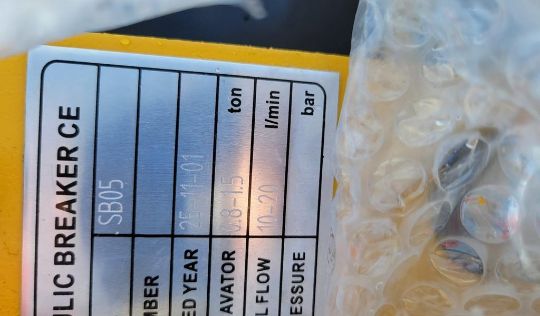 ULIC BREAKER CE
SB05
MBER
ED YEAR 25-11-01
AVATOR 0.8-1.5 ton
L FLOW 10-20 l/min
ESSURE bar